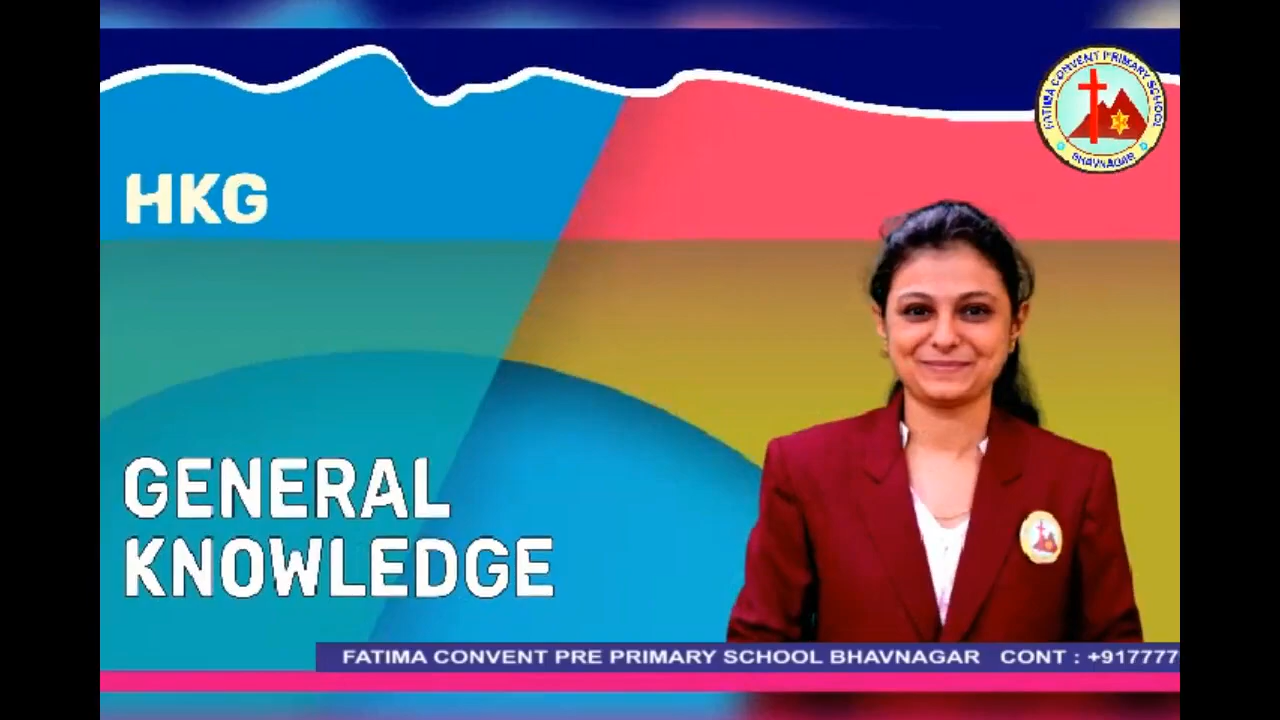 FATIMA CONVENT PRIMARY SCHOOL
BHAVNAGAR
HKG
GENERAL
KNOWLEDGE
FATIMA CONVENT PRE PRIMARY SCHOOL BHAVNAGAR CONT : +917777